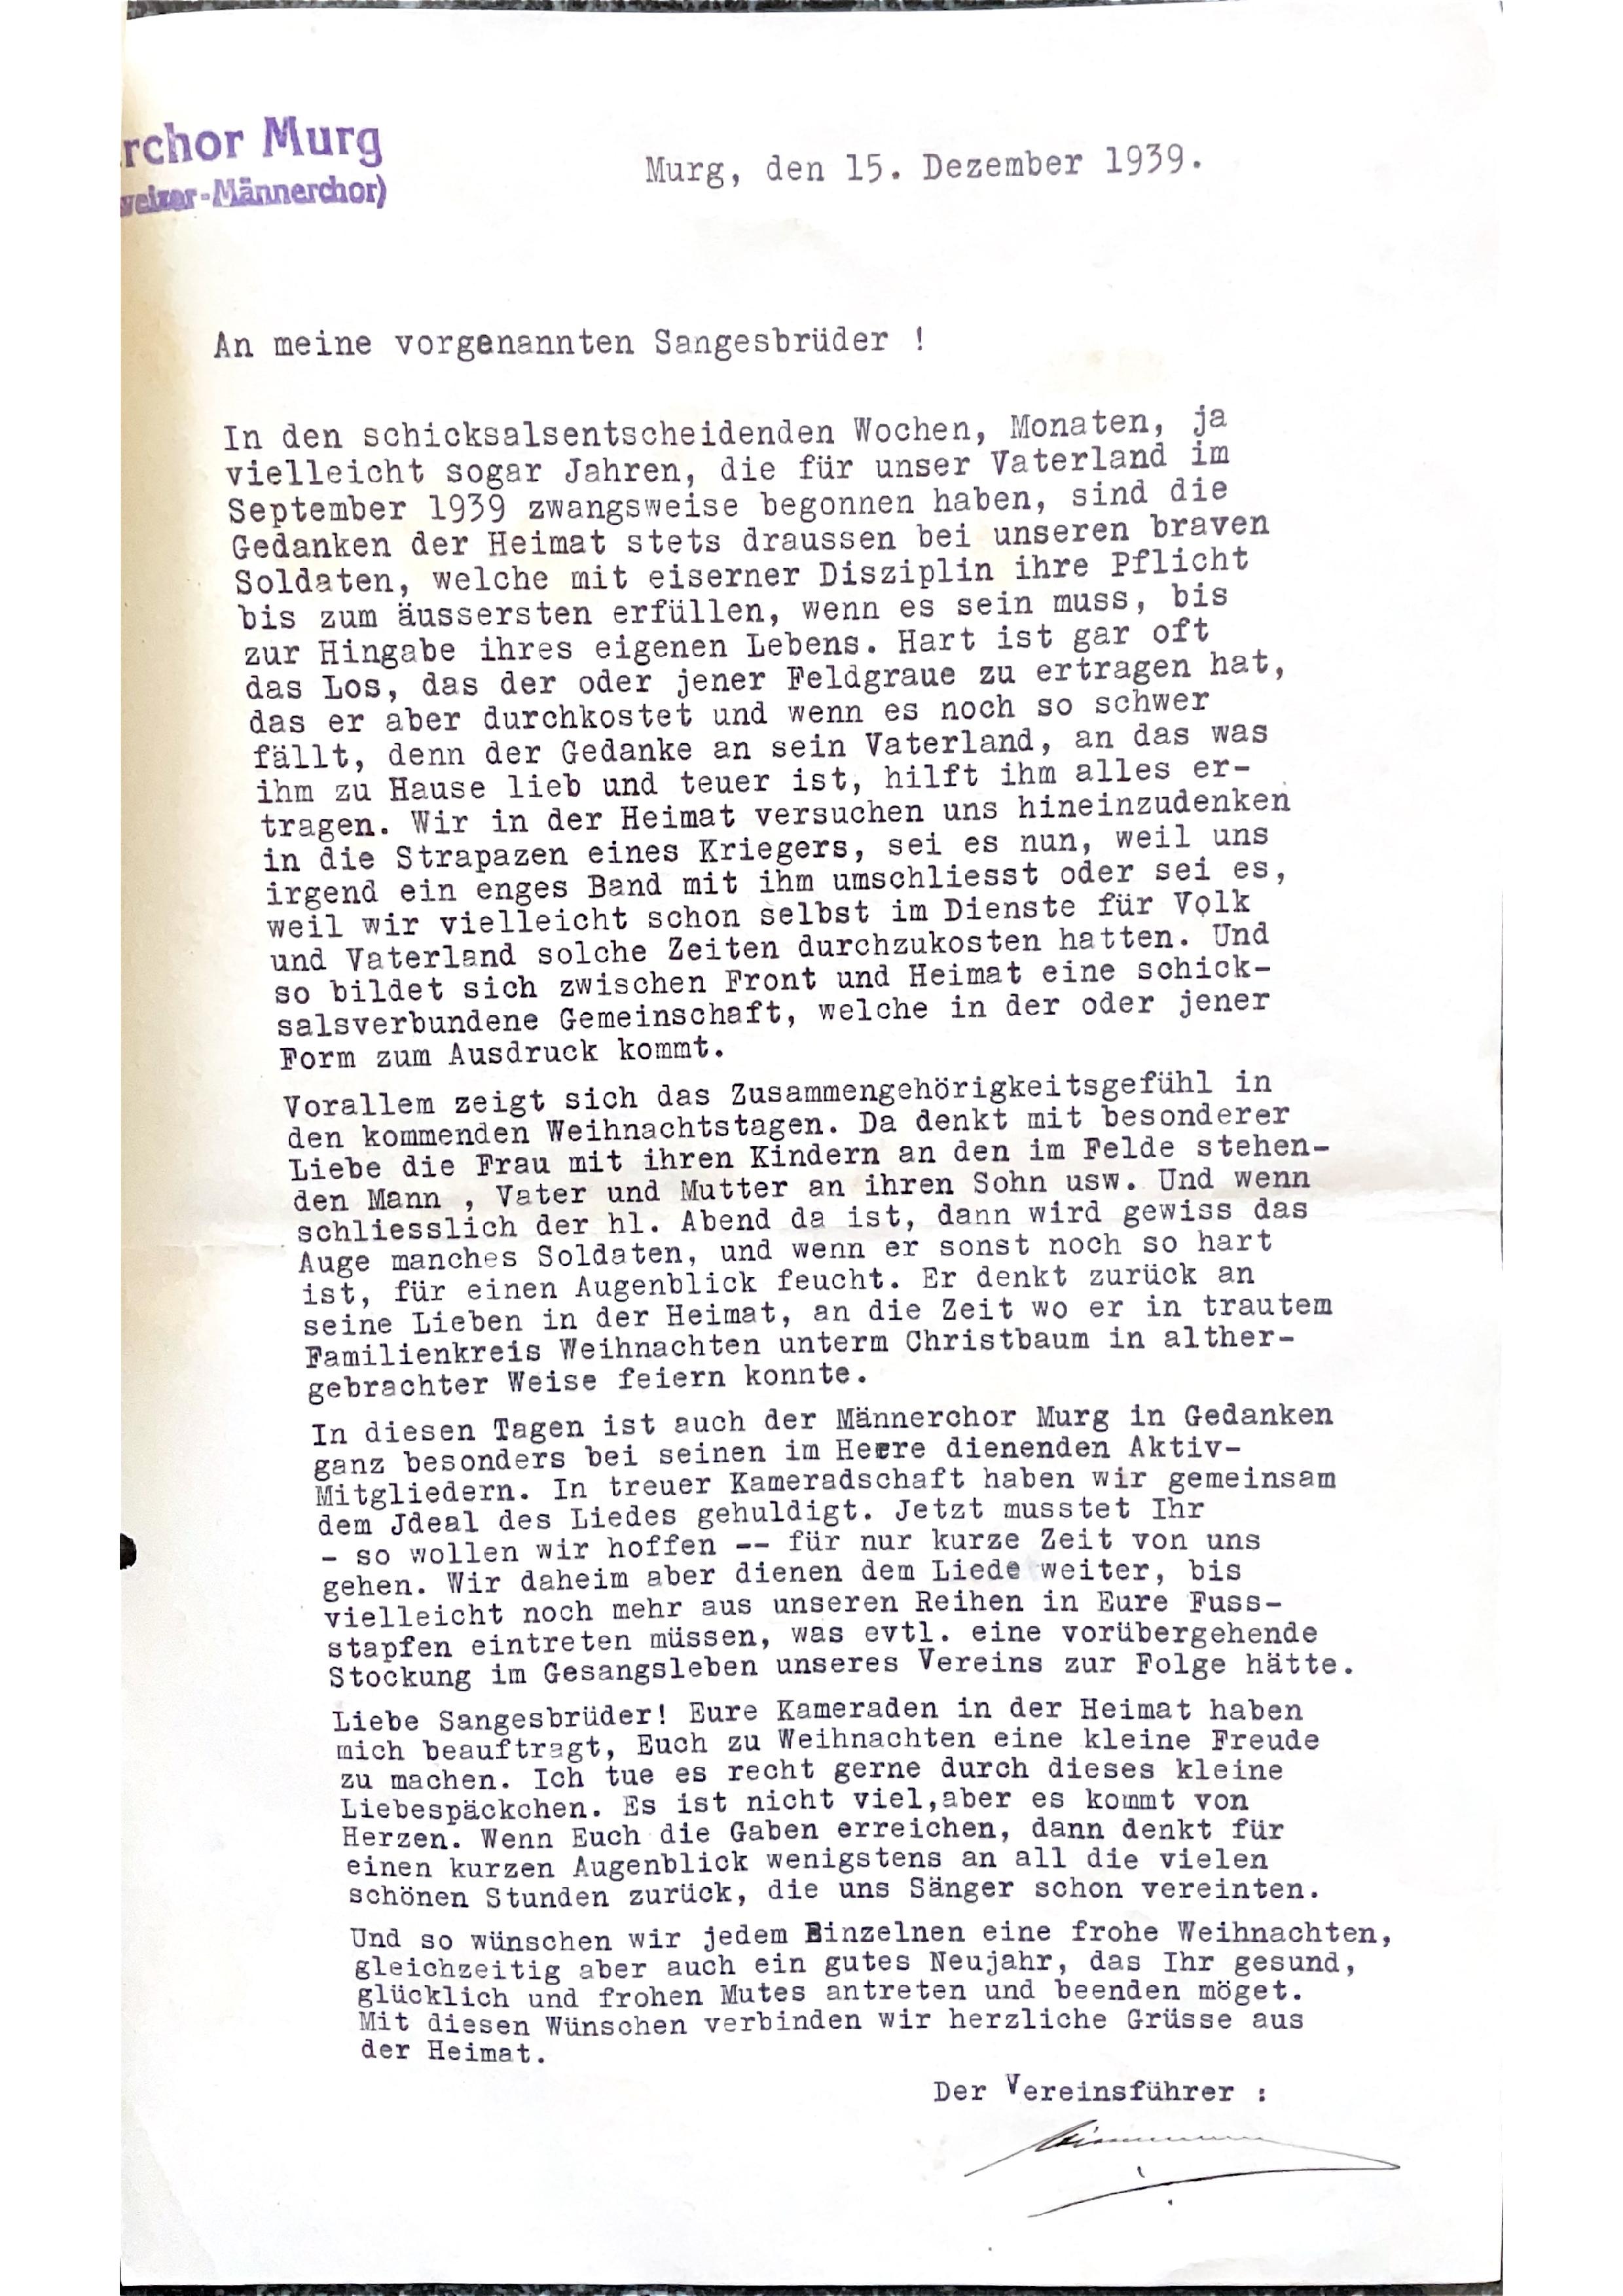 rchor Murg
weizer-Männerchor)
Murg, den 15. Dezember 1939.
An meine vorgenannten Sangesbrüder !
In den schicksalsentscheidenden Wochen, Monaten, ja
vielleicht sogar Jahren, die für unser Vaterland im
September 1939 zwangsweise begonnen haben, sind die
Gedanken der Heimat stets draussen bei unseren braven
Soldaten, welche mit eiserner Disziplin ihre Pflicht
bis zum äussersten erfüllen, wenn es sein muss, bis
zur Hingabe ihres eigenen Lebens. Hart ist gar oft
das Los, das der oder jener Feldgraue zu ertragen hat,
das er aber durchkostet und wenn es noch so schwer
fällt, denn der Gedanke an sein Vaterland, an das was
ihm zu Hause lieb und teuer ist, hilft ihm alles er-
tragen. Wir in der Heimat versuchen uns hineinzudenken
in die Strapazen eines Kriegers, sei es nun, weil uns
irgend ein enges Band mit ihm umschliesst oder sei es,
weil wir vielleicht schon selbst im Dienste für Volk
und Vaterland solche Zeiten durchzukosten hatten. Und
so bildet sich zwischen Front und Heimat eine schick-
salsverbundene Gemeinschaft, welche in der oder jener
Form zum Ausdruck kommt.
Vorallem zeigt sich das Zusammengehörigkeitsgefühl in
den kommenden Weihnachtstagen. Da denkt mit besonderer
Liebe die Frau mit ihren Kindern an den im Felde stehen-
den Mann , Vater und Mutter an ihren Sohn usw. Und wenn
schliesslich der hl. Abend da ist, dann wird gewiss das
Auge manches Soldaten, und wenn er sonst noch so hart
ist, für einen Augenblick feucht. Er denkt zurück an
seine Lieben in der Heimat, an die Zeit wo er in trautem
Familienkreis Weihnachten unterm Christbaum in alther-
gebrachter Weise feiern konnte.
In diesen Tagen ist auch der Männerchor Murg in Gedanken
ganz besonders bei seinen im Heere dienenden Aktiv-
Mitgliedern. In treuer Kameradschaft haben wir gemeinsam
dem Jdeal des Liedes gehuldigt. Jetzt musstet Ihr
- so wollen wir hoffen -- für nur kurze Zeit von uns
gehen. Wir daheim aber dienen dem Liede weiter, bis
vielleicht noch mehr aus unseren Reihen in Eure Fuss-
stapfen eintreten müssen, was evtl. eine vorübergehende
Stockung im Gesangsleben unseres Vereins zur Folge hätte.
Liebe Sangesbrüder! Eure Kameraden in der Heimat haben
mich beauftragt, Euch zu Weihnachten eine kleine Freude
zu machen. Ich tue es recht gerne durch dieses kleine
Liebespäckchen. Es ist nicht viel,aber es kommt von
Herzen. Wenn Euch die Gaben erreichen, dann denkt für
einen kurzen Augenblick wenigstens an all die vielen
schönen Stunden zurück, die uns Sänger schon vereinten.
Und so wünschen wir jedem Einzelnen eine frohe Weihnachten,
gleichzeitig aber auch ein gutes Neujahr, das Ihr gesund,
glücklich und frohen Mutes antreten und beenden möget.
Mit diesen Wünschen verbinden wir herzliche Grüsse aus
der Heimat.
Der Vereinsführer :